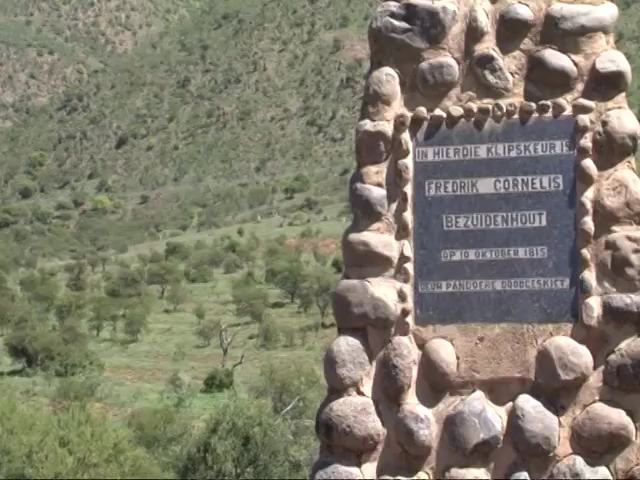 IN HIERDIE KLIPSKEUR IS
FREDRIK CORNELIS
BEZUIDENHOUT
OP 10 OKTOBER 1815
DEUR PANDOERE DOODGESKIET.